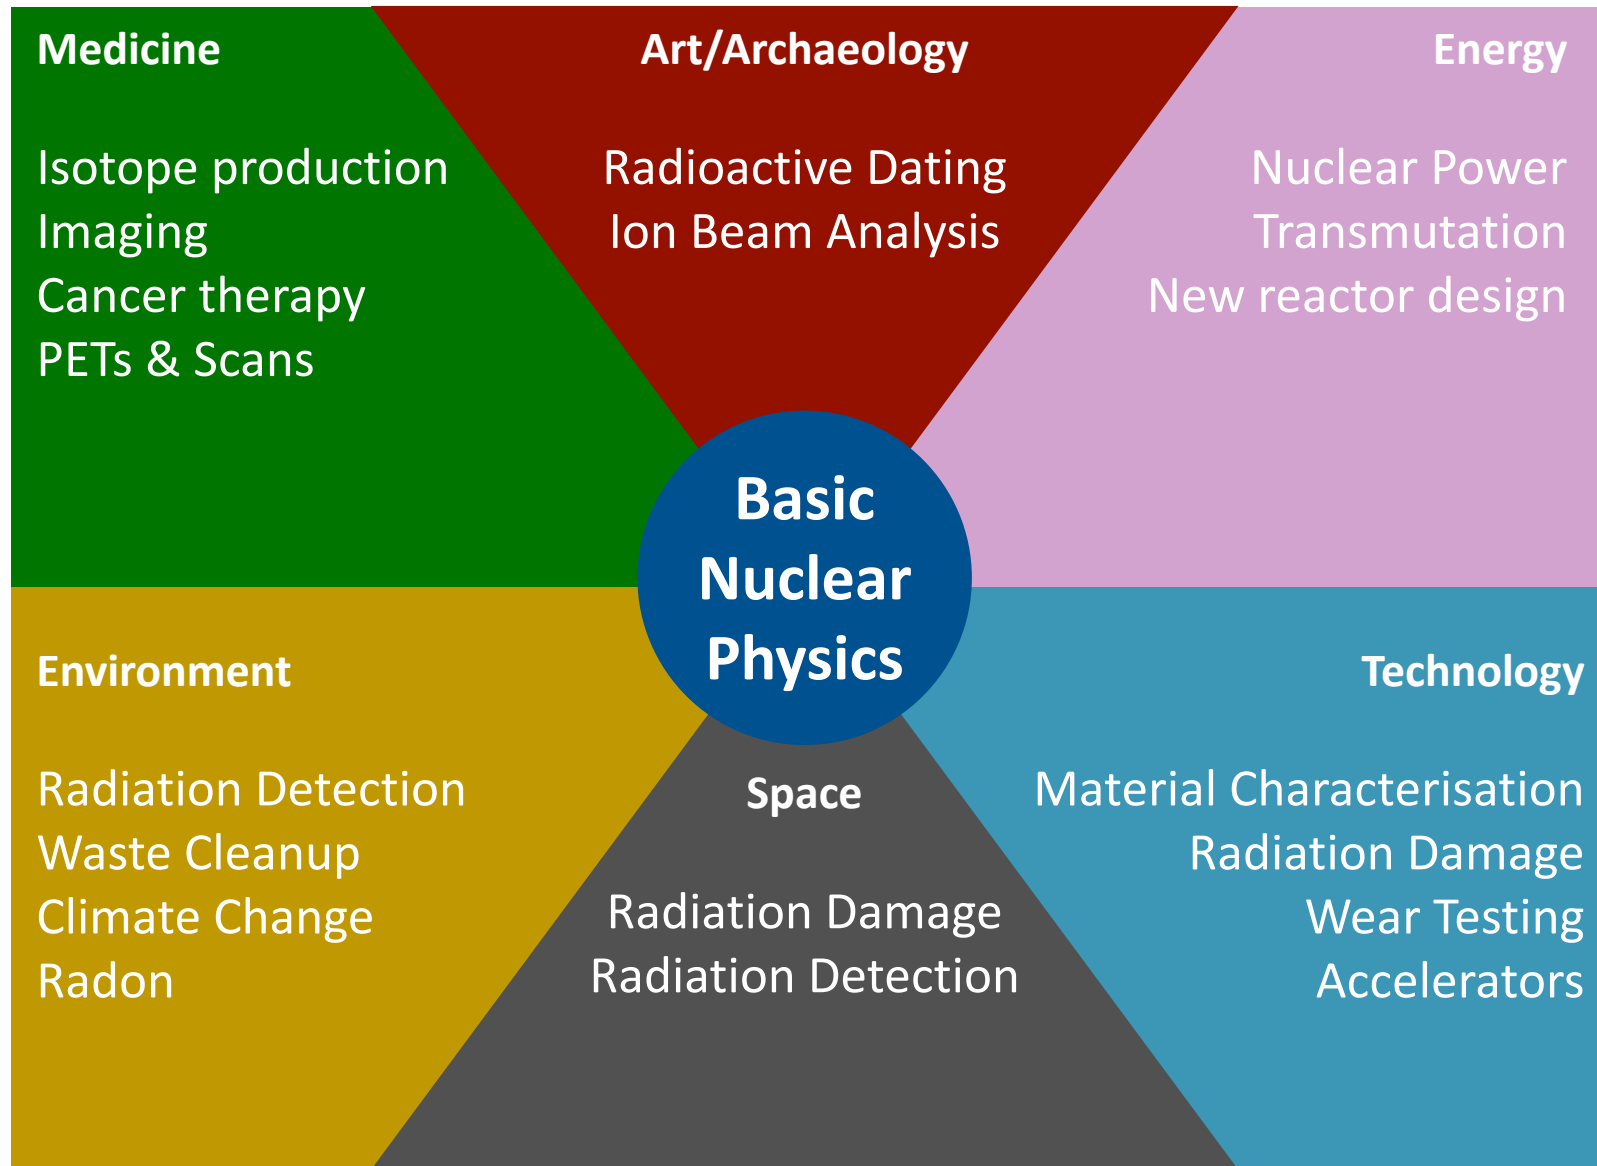 Medicine
Isotope production
Imaging
Cancer therapy
PETs & Scans
Art/Archaeology
Radioactive Dating
Ion Beam Analysis
Energy
Nuclear Power
Transmutation
New reactor design
Basic
Nuclear
Physics
Environment
Radiation Detection
Waste Cleanup
Climate Change
Radon
Space
Radiation Damage
Radiation Detection
Technology
Material Characterisation
Radiation Damage
Wear Testing
Accelerators